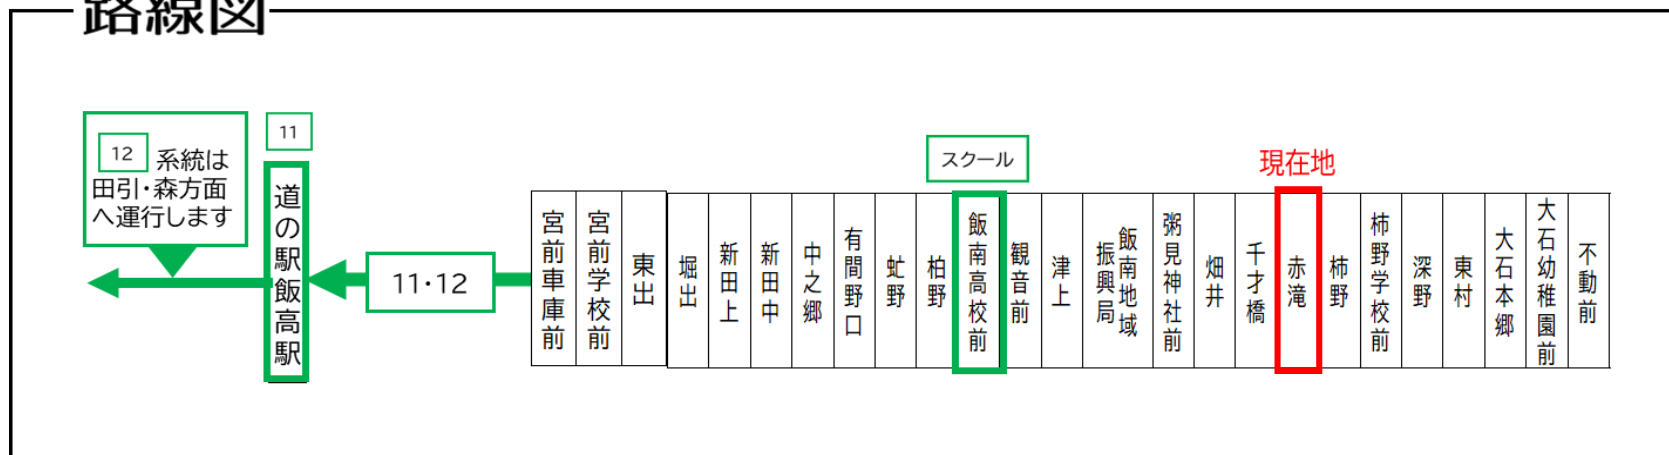 路線図
12 系統は
田引・森方面
へ運行します
11
道の駅飯高駅
11・12
宮前車庫前
宮前学校前
東出
堀出
新田上
新田中
中之郷
有間野口
虻野
柏野
スクール
飯南高校前
観音前
津上
飯南地域
振興局
粥見神社前
畑井
千才橋
現在地
赤滝
柿野
柿野学校前
深野
東村
大石本郷
大石幼稚園前
不動前